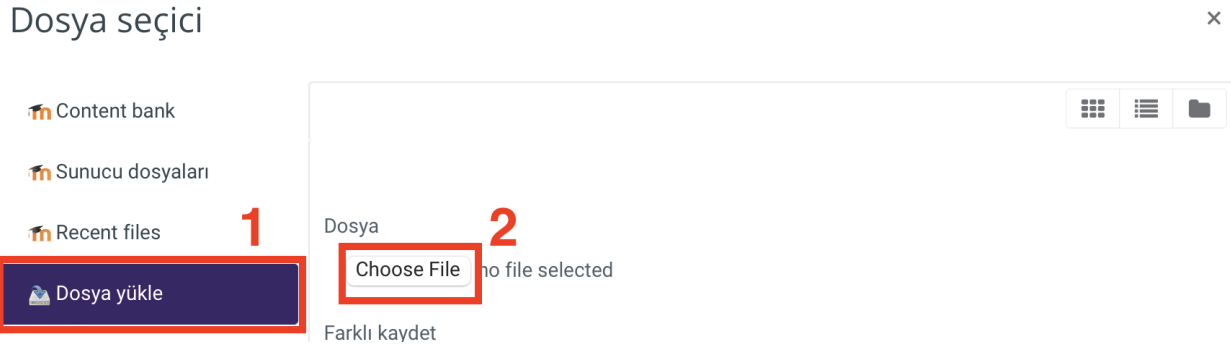 Dosya seçici
×
Content bank
Sunucu dosyaları
Recent files
1
Dosya yükle
Dosya
2
Choose File no file selected
Farklı kaydet